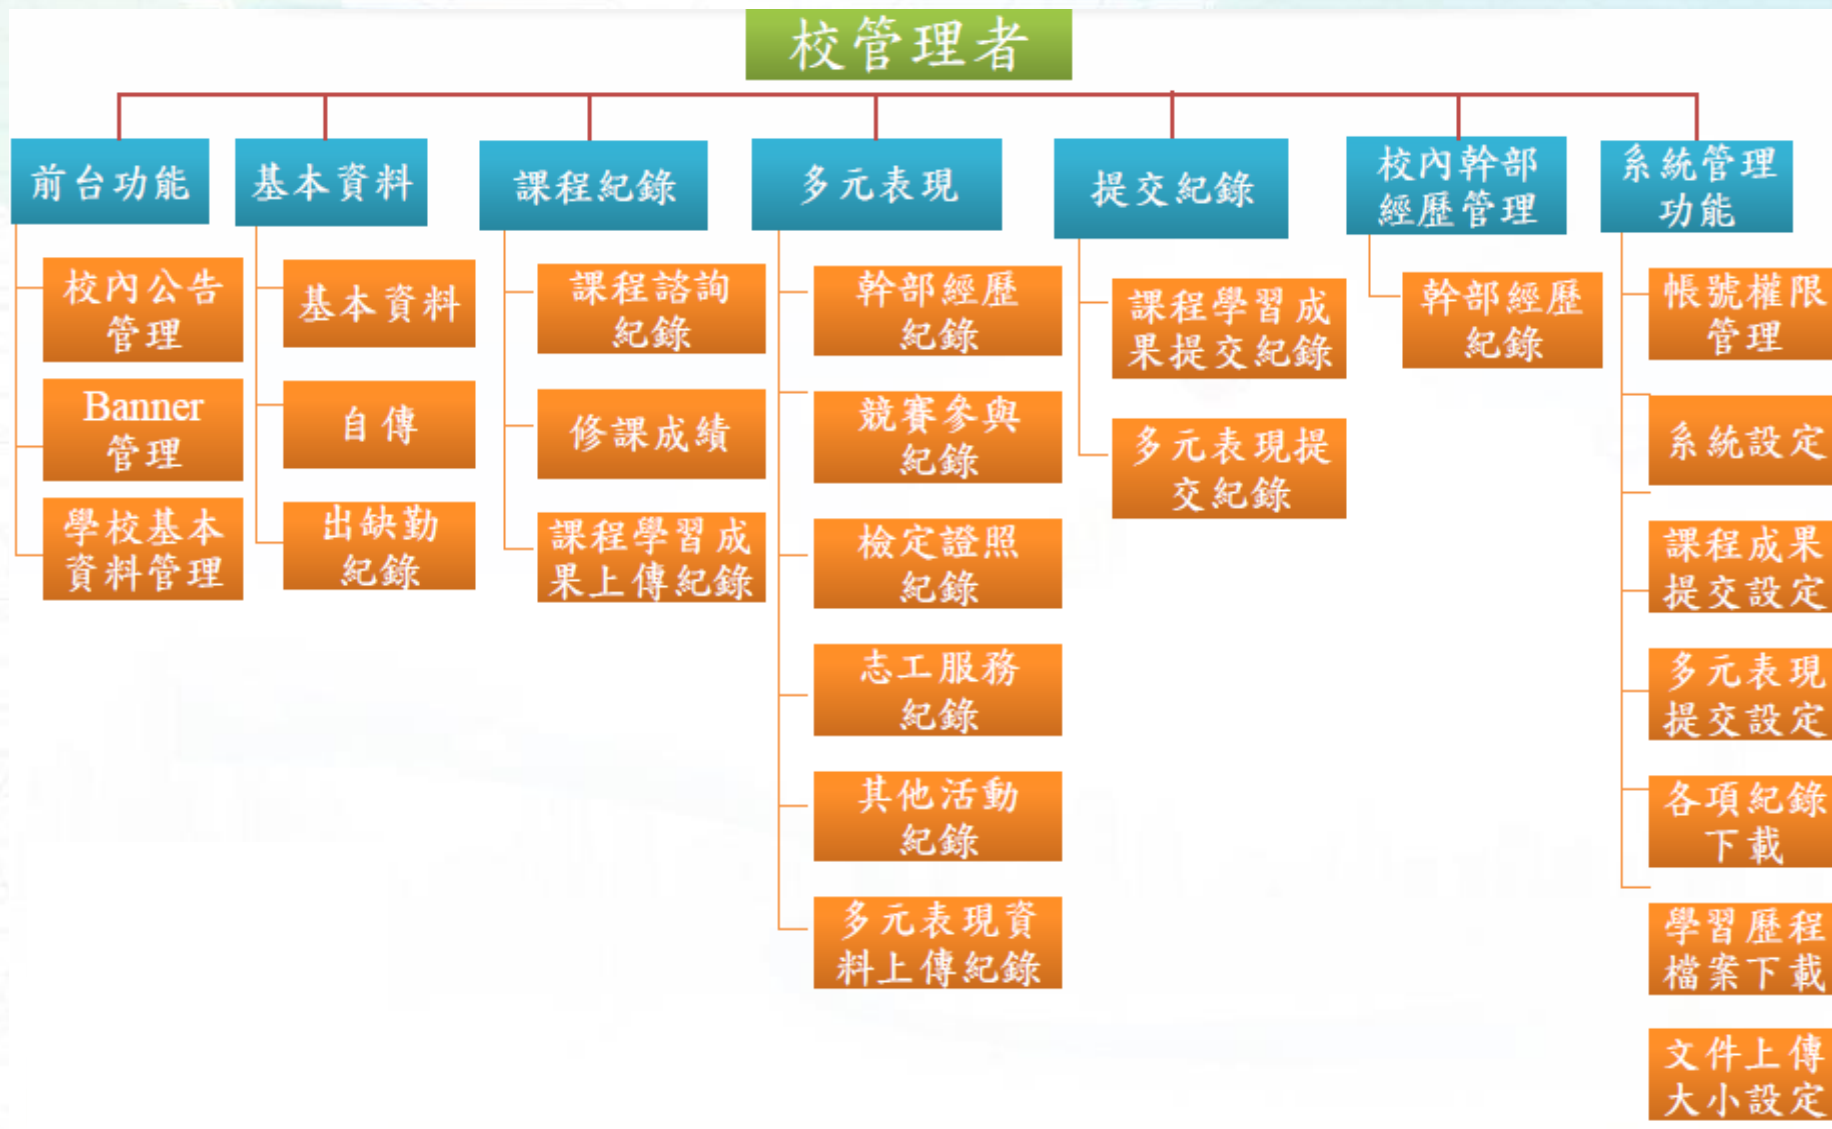 校管理者
前台功能
校內公告
管理
Banner
管理
學校基本
資料管理
基本資料
基本資料
自傳
出缺勤
紀錄
課程紀錄
課程諮詢
紀錄
修課成績
課程學習成
果上傳紀錄
多元表現
幹部經歷
紀錄
競賽參與
紀錄
檢定證照
紀錄
志工服務
紀錄
其他活動
紀錄
多元表現資
料上傳紀錄
提交紀錄
課程學習成
果提交紀錄
多元表現提
交紀錄
校內幹部
經歷管理
幹部經歷
紀錄
系統管理
功能
帳號權限
管理
系統設定
課程成果
提交設定
多元表現
提交設定
各項紀錄
下載
學習歷程
檔案下載
文件上傳
大小設定